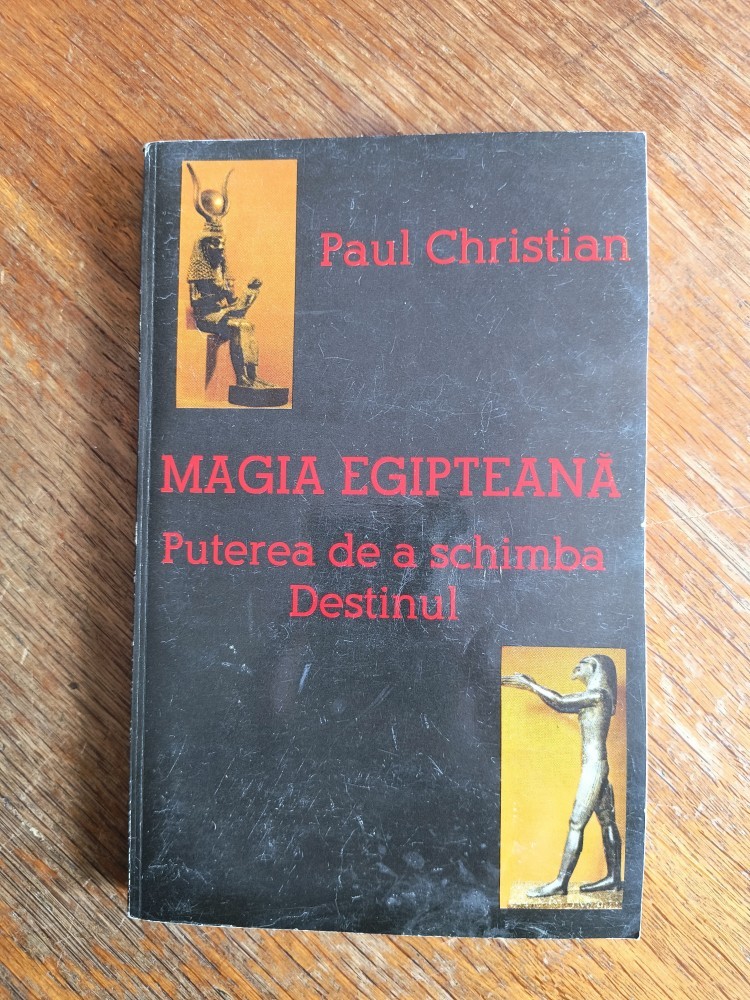 Paul Christian
MAGIA EGIPTEANĂ
Puterea de a schimba
Destinul